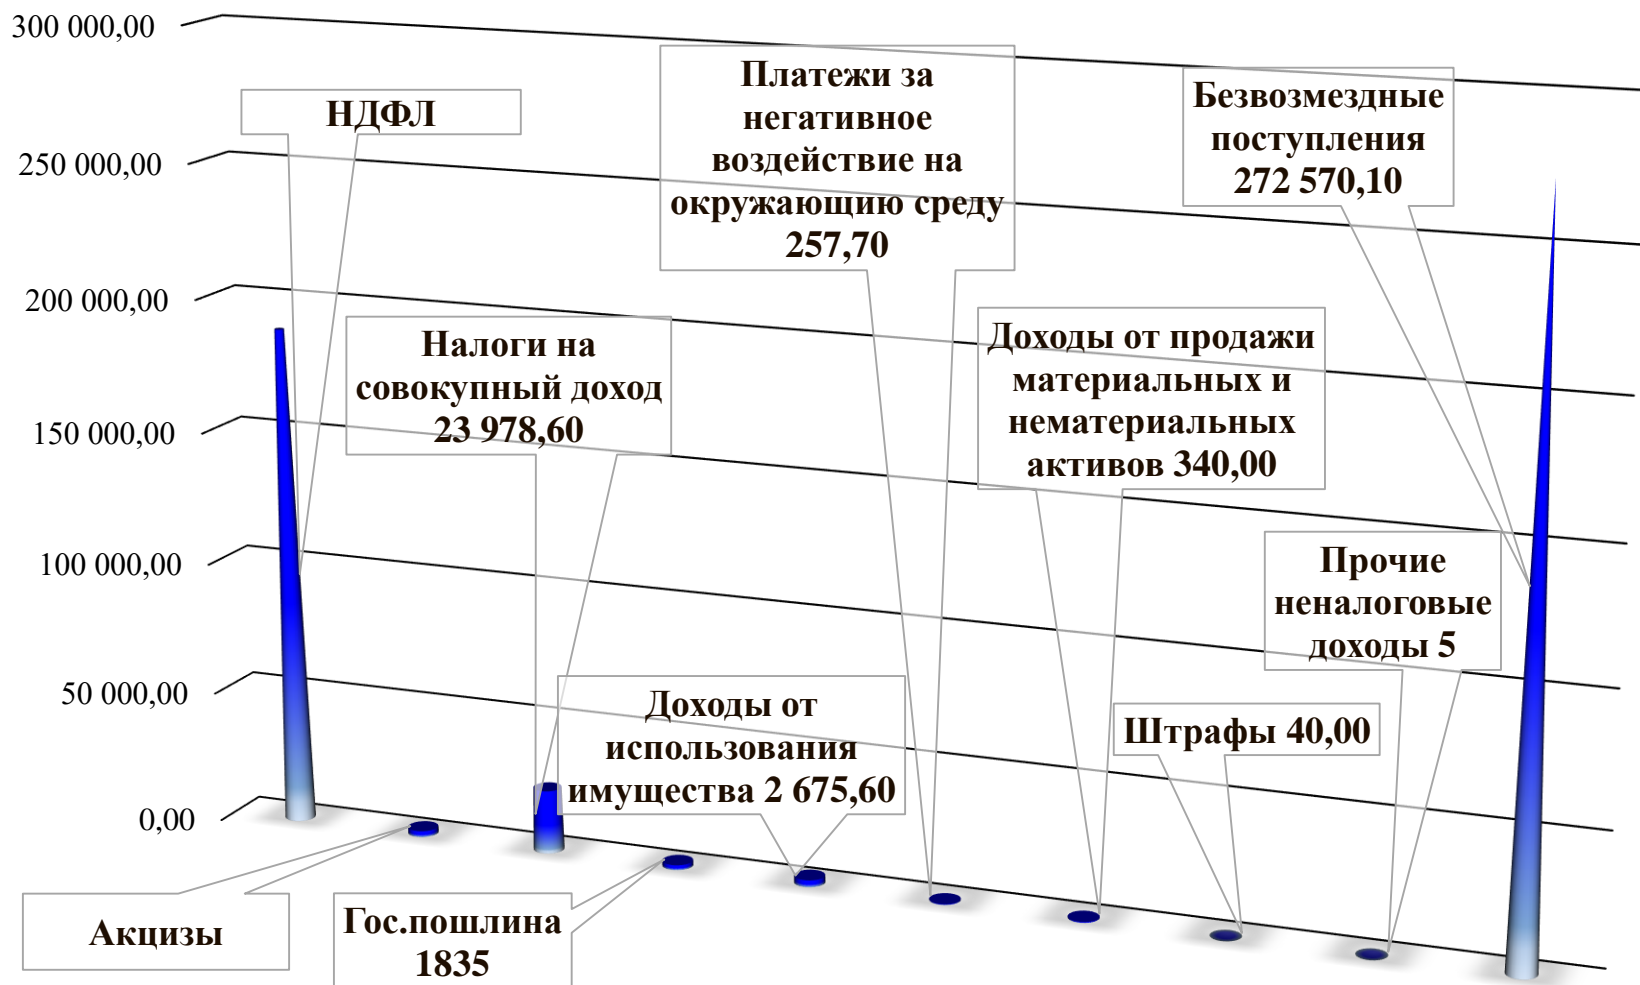 300 000,00
250 000,00
200 000,00
150 000,00
100 000,00
50 000,00
0,00
НДФЛ
Акцизы
Налоги на
совокупный доход
23 978,60
Гос.пошлина
1835
Доходы от
использования
имущества 2 675,60
Платежи за
негативное
воздействие на
окружающию среду
257,70
Доходы от продажи
материальных и
нематериальных
активов 340,00
Штрафы 40,00
Прочие
неналоговые
доходы 5
Безвозмездные
поступления
272 570,10